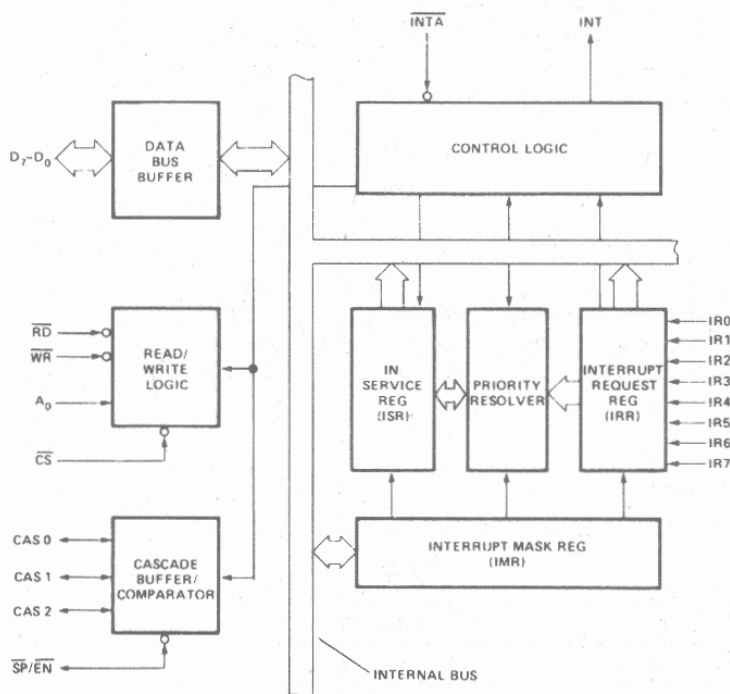 INTA
INT
DATA
BUS
BUFFER
D7-D0
CONTROL LOGIC
RD
WR
A0
CS
READ/
WRITE
LOGIC
IN
SERVICE
REG
(ISR)
PRIORITY
RESOLVER
INTERRUPT
REQUEST
REG
(IRR)
IR0
IR1
IR2
IR3
IR4
IR5
IR6
IR7
CAS 0
CAS 1
CAS 2
SP/EN
CASCADE
BUFFER/
COMPARATOR
INTERRUPT MASK REG
(IMR)
INTERNAL BUS